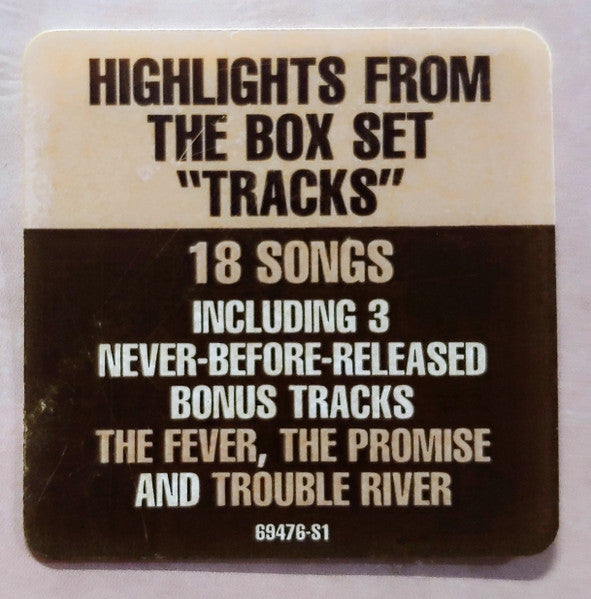 HIGHLIGHTS FROM
THE BOX SET
"TRACKS"
18 SONGS
INCLUDING 3
NEVER-BEFORE-RELEASED
BONUS TRACKS
THE FEVER, THE PROMISE
AND TROUBLE RIVER
69476-S1